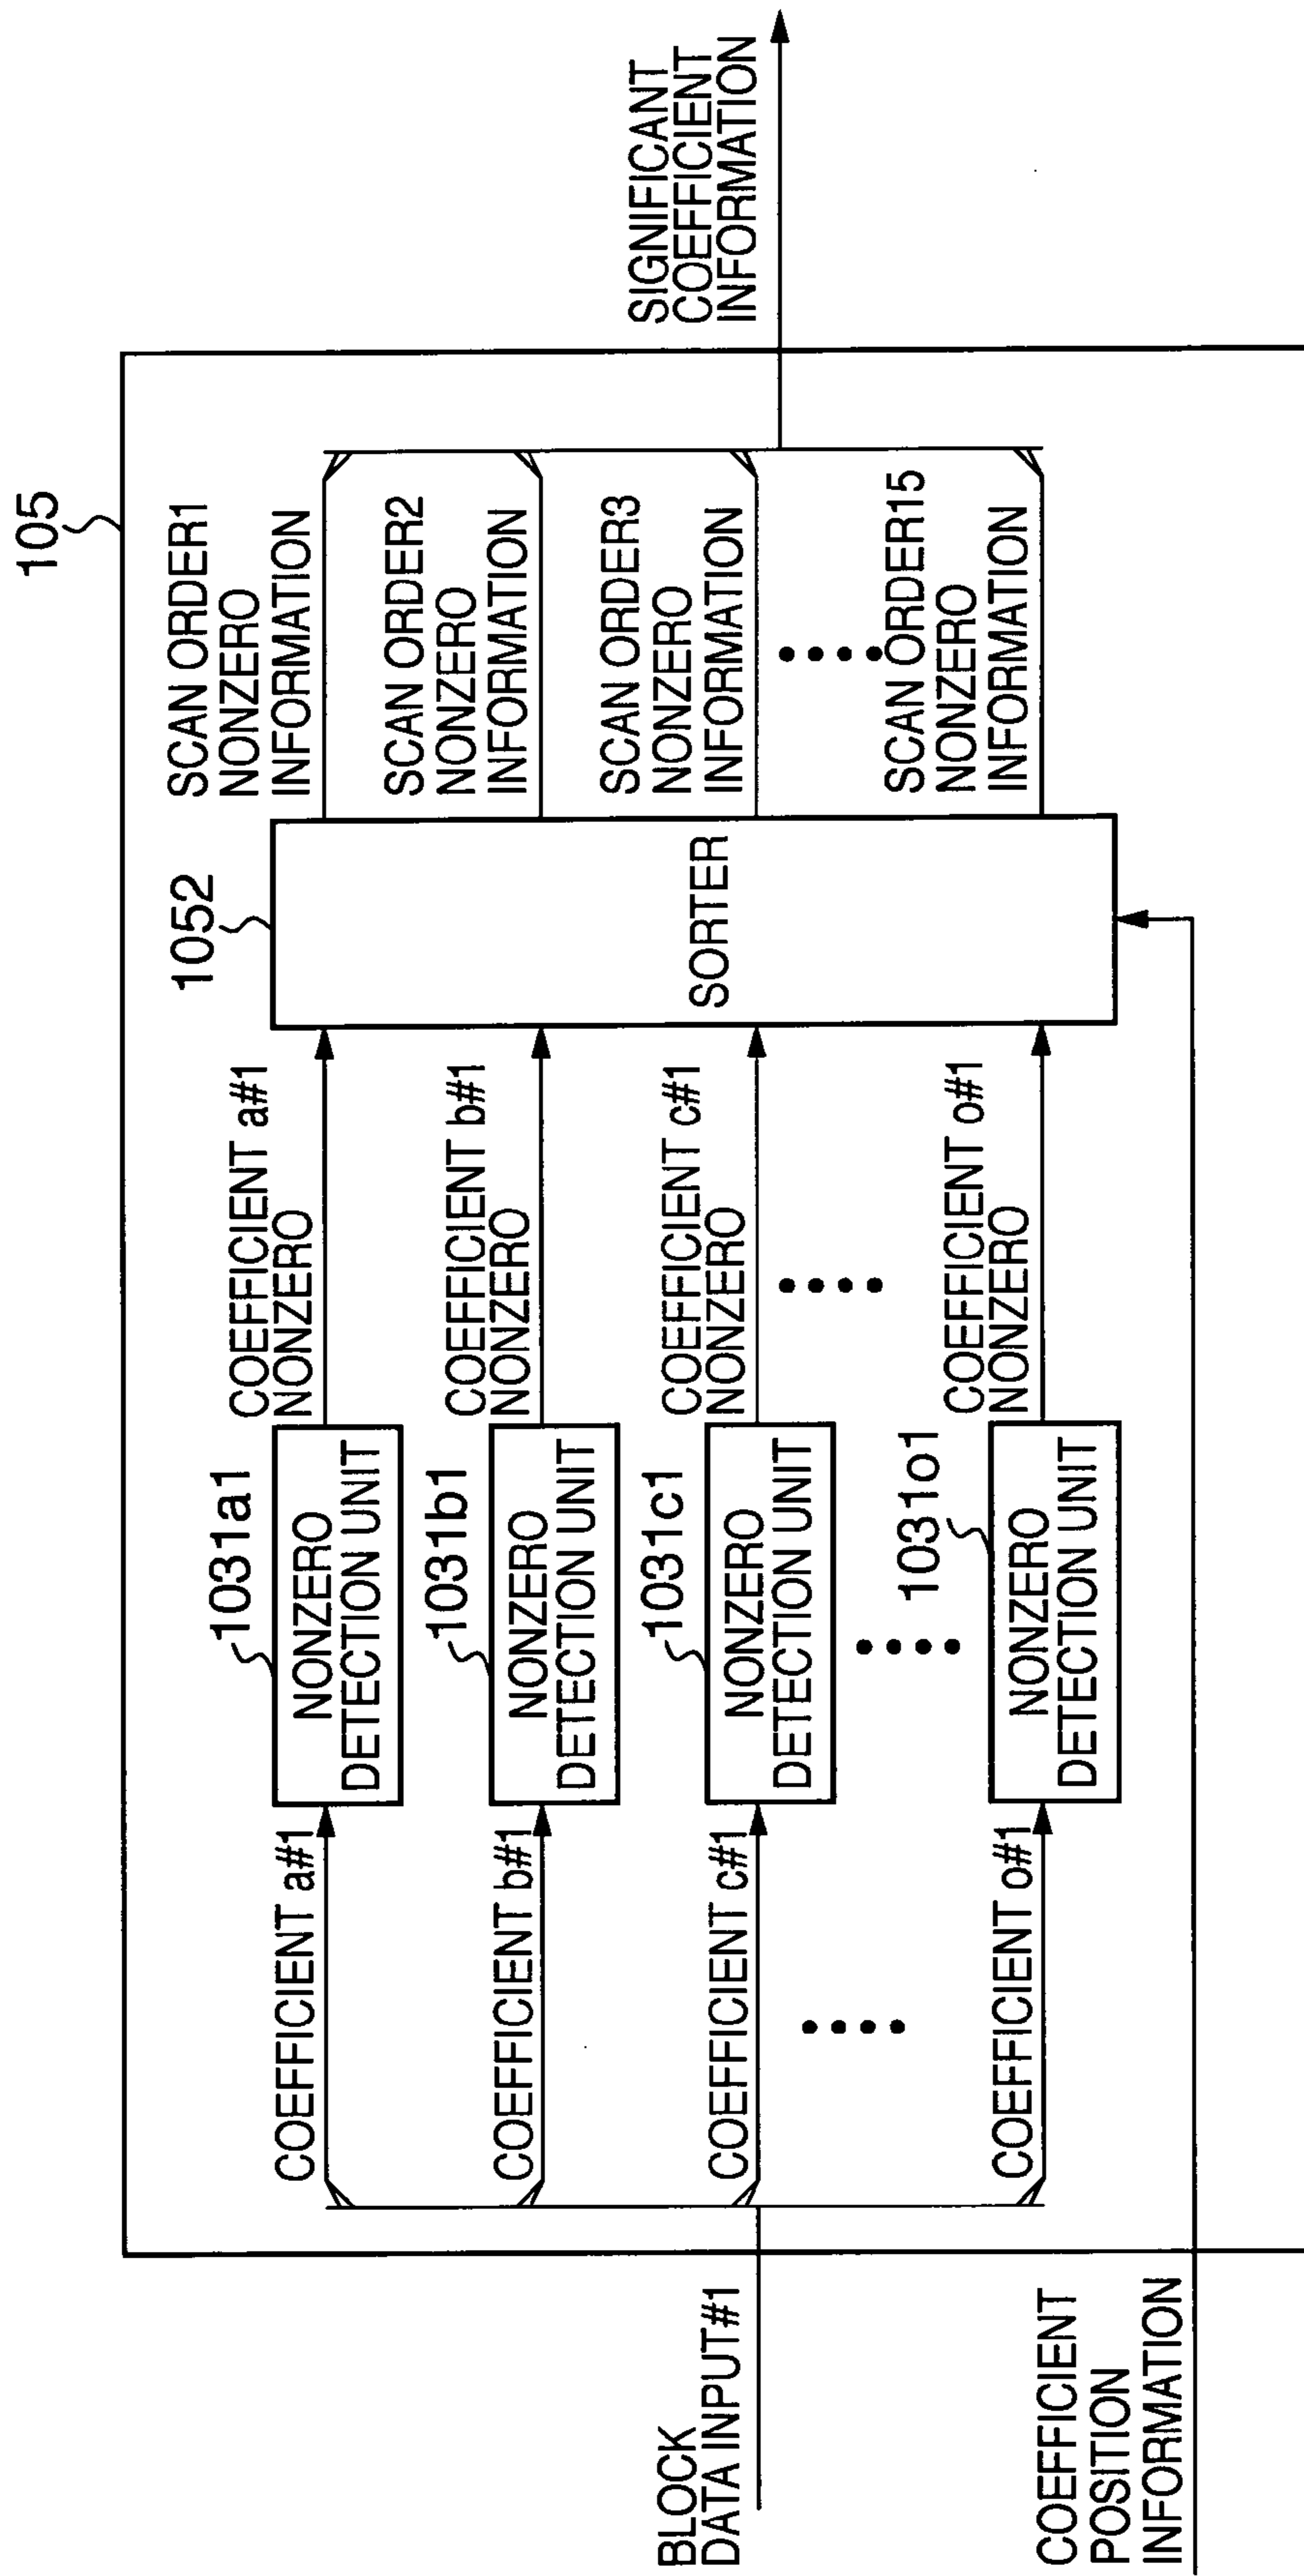 105
BLOCK
DATA INPUT#1
COEFFICIENT
POSITION
INFORMATION
COEFFICIENT a#1
COEFFICIENT b#1
COEFFICIENT c#1
COEFFICIENT o#1
1031a1
NONZERO
DETECTION UNIT
1031b1
NONZERO
DETECTION UNIT
1031c1
NONZERO
DETECTION UNIT
1031o1
NONZERO
DETECTION UNIT
COEFFICIENT a#1
NONZERO
COEFFICIENT b#1
NONZERO
COEFFICIENT c#1
NONZERO
COEFFICIENT o#1
NONZERO
1052
SORTER
SCAN ORDER1
NONZERO
INFORMATION
SCAN ORDER2
NONZERO
INFORMATION
SCAN ORDER3
NONZERO
INFORMATION
SCAN ORDER15
NONZERO
INFORMATION
SIGNIFICANT
COEFFICIENT
INFORMATION